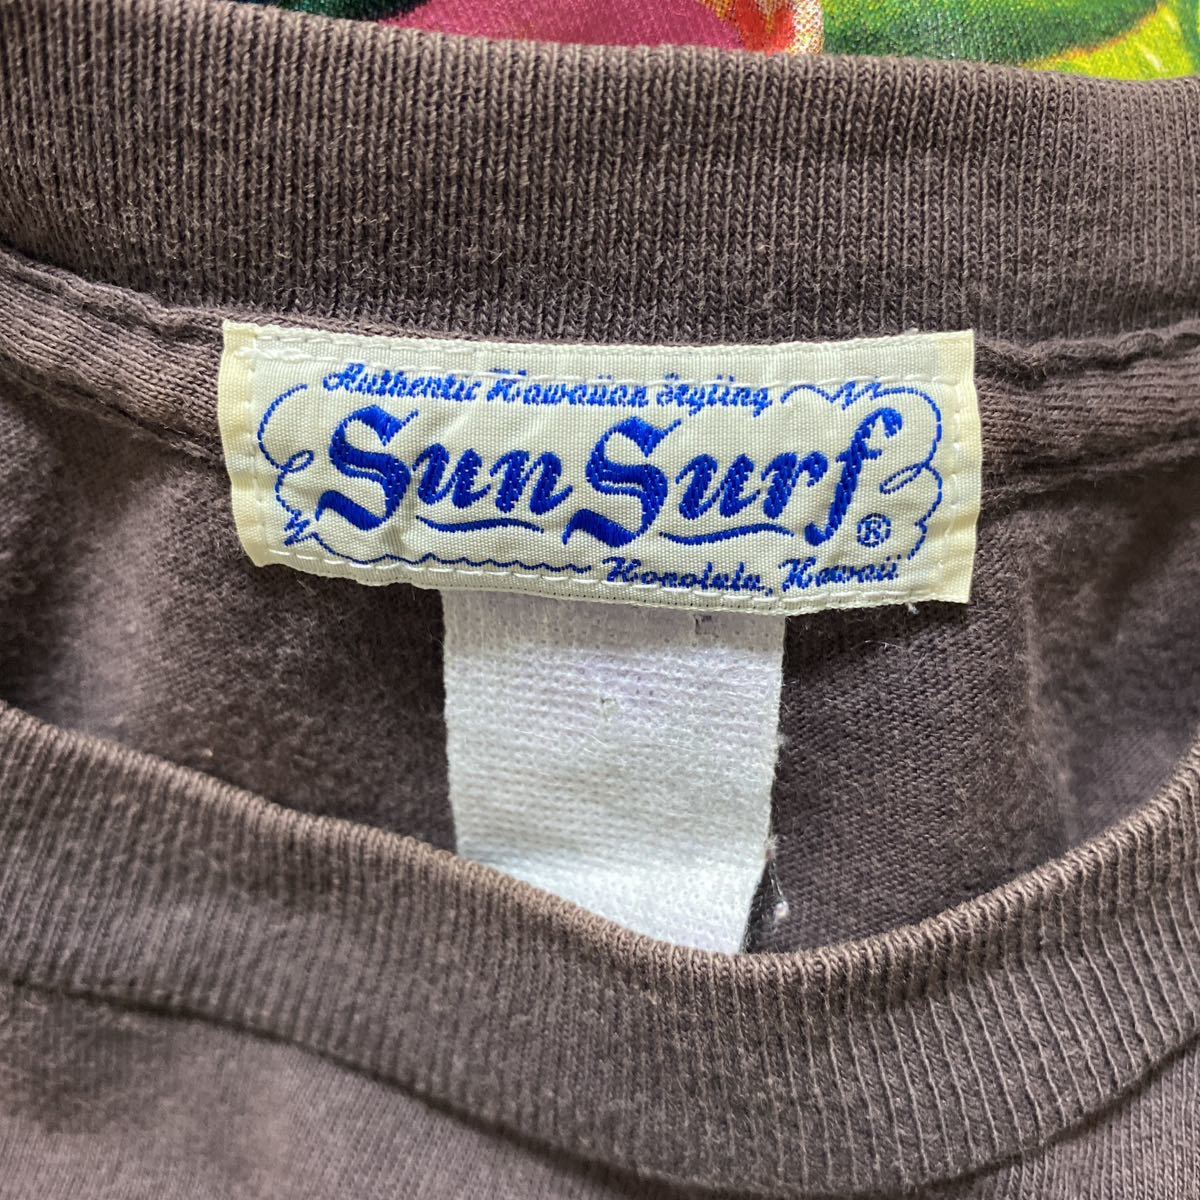 Authentic Hawaiian Styling
Sun Surf ®
Honolulu, Hawaii